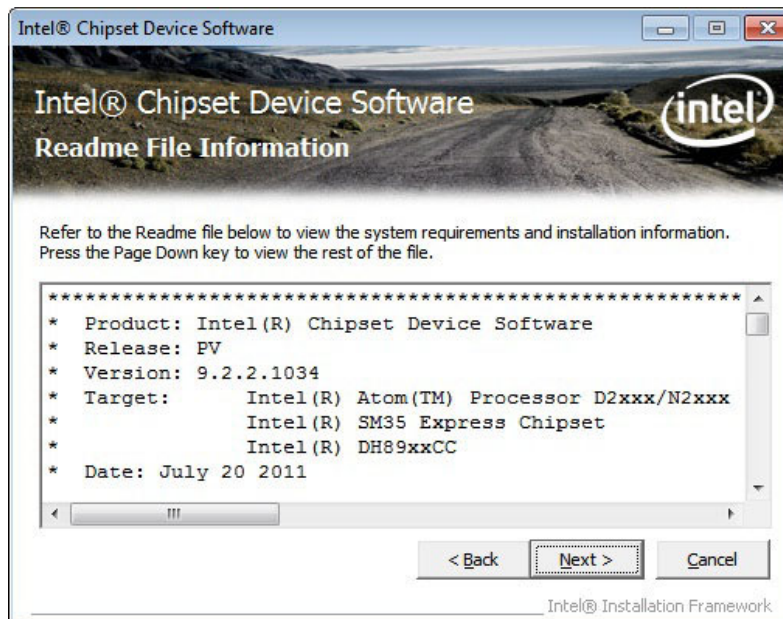 Intel® Chipset Device Software
Intel® Chipset Device Software
intel
Readme File Information
Refer to the Readme file below to view the system requirements and installation information.
Press the Page Down key to view the rest of the file.
**********************************************************
* Product: Intel(R) Chipset Device Software
* Release: PV
* Version: 9.2.2.1034
* Target: Intel(R) Atom(TM) Processor D2xxx/N2xxx
* Intel(R) SM35 Express Chipset
* Intel(R) DH89xxCC
* Date: July 20 2011
< Back Next > Cancel
Intel® Installation Framework